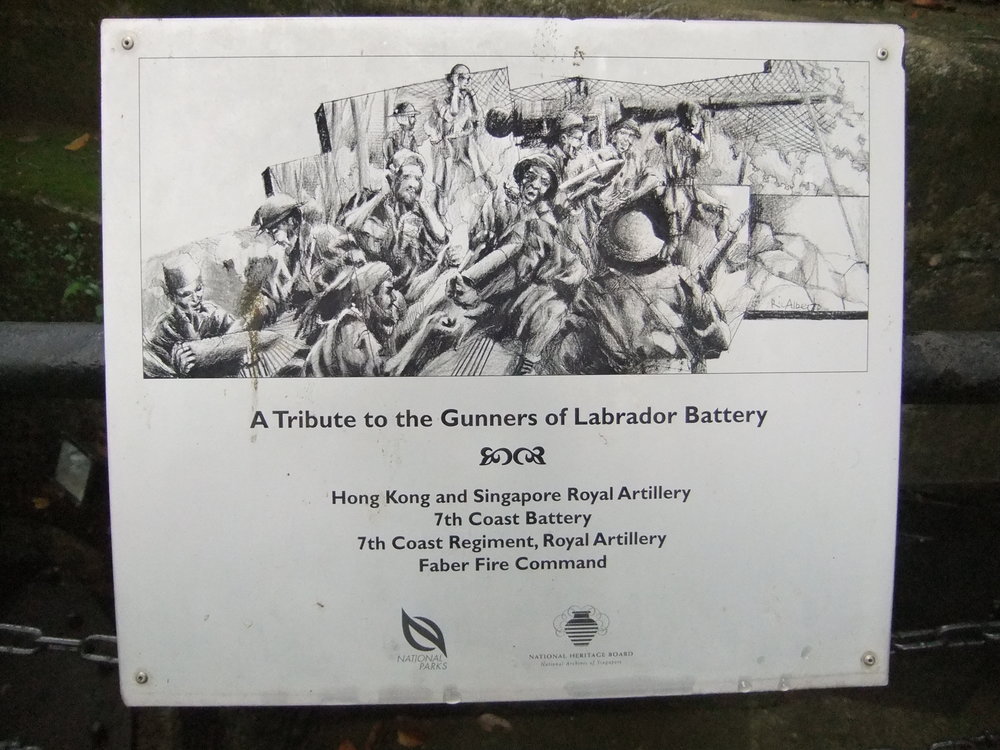 R. Alberto
A Tribute to the Gunners of Labrador Battery
Hong Kong and Singapore Royal Artillery
7th Coast Battery
7th Coast Regiment, Royal Artillery
Faber Fire Command
NATIONAL
PARKS
NATIONAL HERITAGE BOARD
National Archives of Singapore